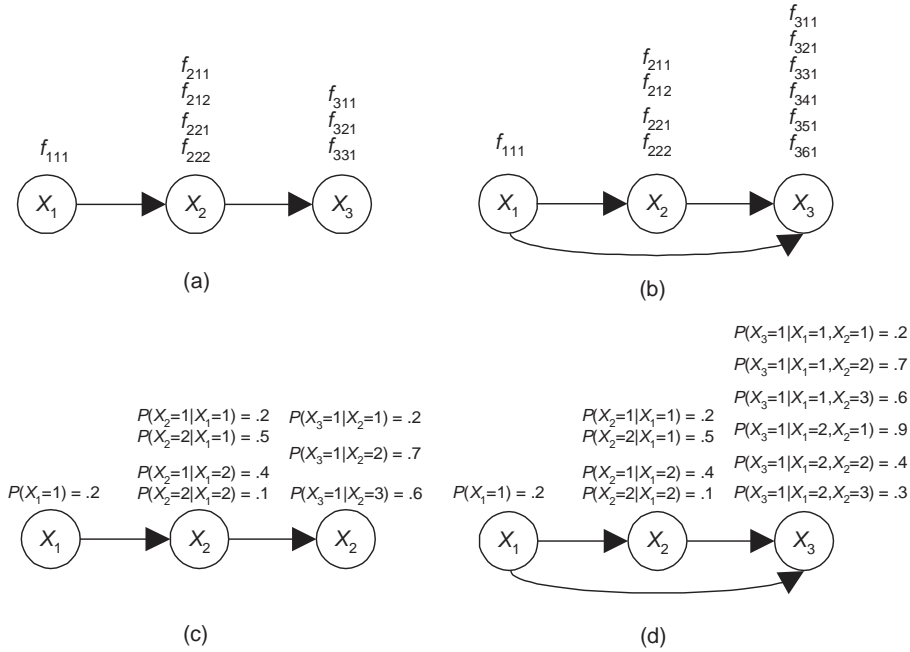 f211
f212
f221
f222
f311
f321
f331
f111
X1
X2
X3
(a)
f311
f321
f331
f341
f351
f361
f211
f212
f221
f222
f111
X1
X2
X3
(b)
P(X2=1|X1=1) = .2
P(X2=2|X1=1) = .5
P(X2=1|X1=2) = .4
P(X2=2|X1=2) = .1
P(X3=1|X2=1) = .2
P(X3=1|X2=2) = .7
P(X3=1|X2=3) = .6
P(X1=1) = .2
X1
X2
X2
(c)
P(X3=1|X1=1,X2=1) = .2
P(X3=1|X1=1,X2=2) = .7
P(X3=1|X1=1,X2=3) = .6
P(X3=1|X1=2,X2=1) = .9
P(X3=1|X1=2,X2=2) = .4
P(X3=1|X1=2,X2=3) = .3
P(X2=1|X1=1) = .2
P(X2=2|X1=1) = .5
P(X2=1|X1=2) = .4
P(X2=2|X1=2) = .1
P(X1=1) = .2
X1
X2
X3
(d)